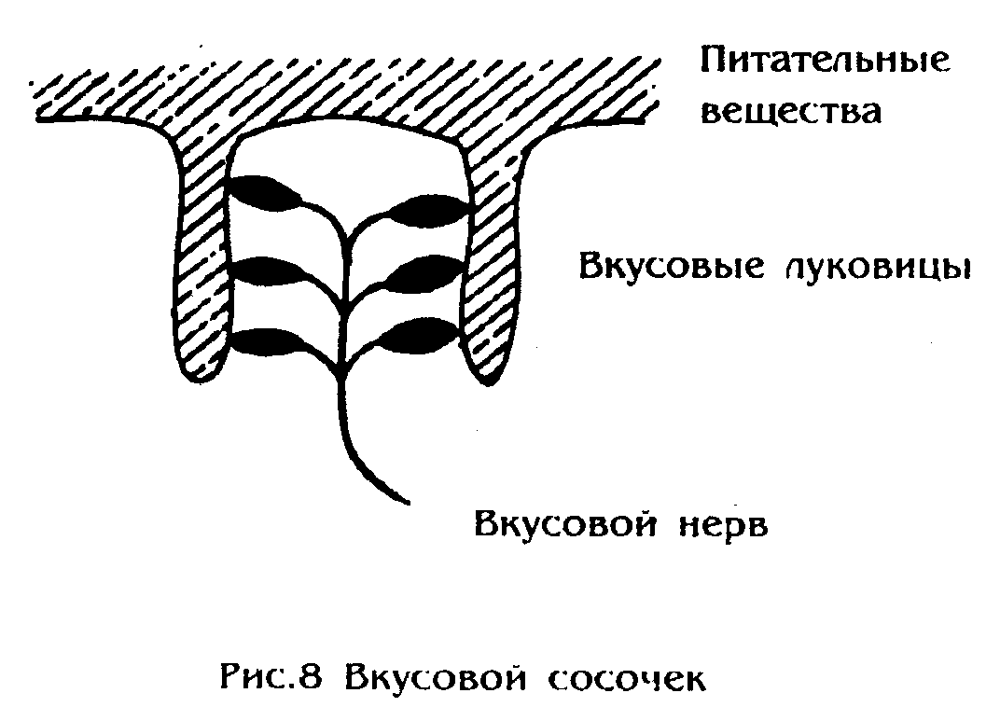 Питательные
вещества
Вкусовые луковицы
Вкусовой нерв
Рис.8 Вкусовой сосочек